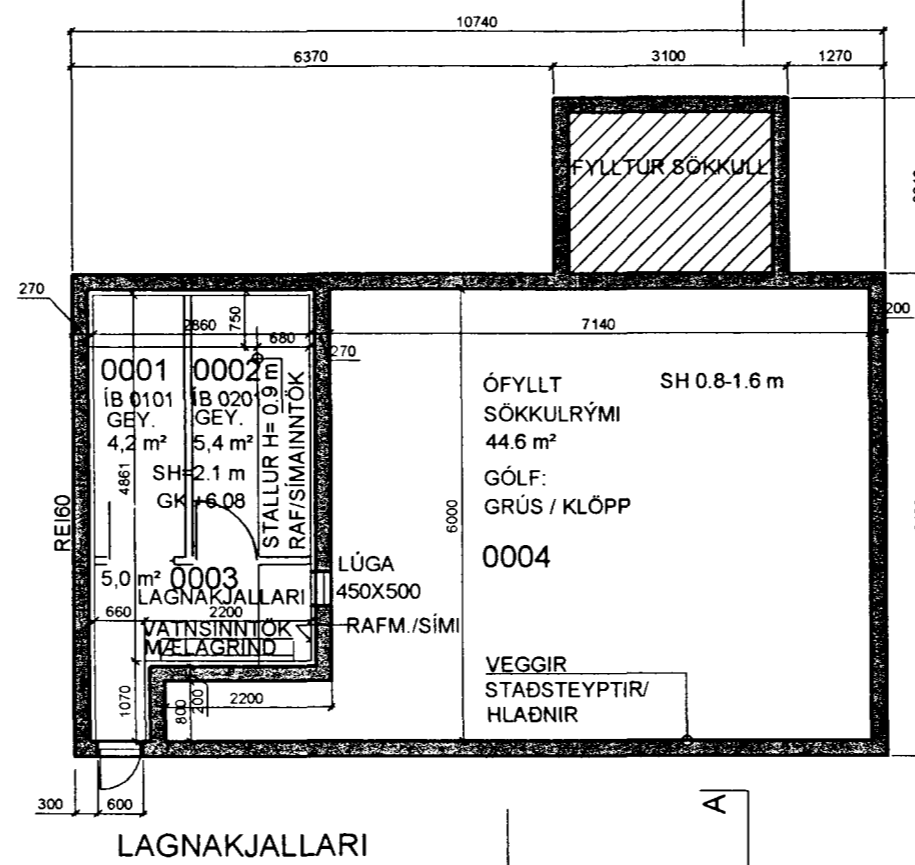 10740
6370
3100
1270
FYLLTUR SÖKKULL
270
2860
750
680
270
7140
200
0001
ÍB 0101
GEY.
4,2 m²
0002
ÍB 0201
GEY.
5,4 m²
SH=2.1 m
GK +6.08
STALLUR H= 0.9 m
RAF/SÍMAINNTÖK
4861
6000
REI60
ÓFYLLT
SÖKKULRÝMI
44.6 m²
SH 0.8-1.6 m
GÓLF:
GRÚS / KLÖPP
0004
5,0 m² 0003
LAGNAKJALLARI
660
2200
VATNSINNTÖK
MÆLAGRIND
LÚGA
450X500
RAFM./SÍMI
1070
800
200
2200
VEGGIR
STAÐSTEYPTIR/
HLAÐNIR
300
600
A
LAGNAKJALLARI